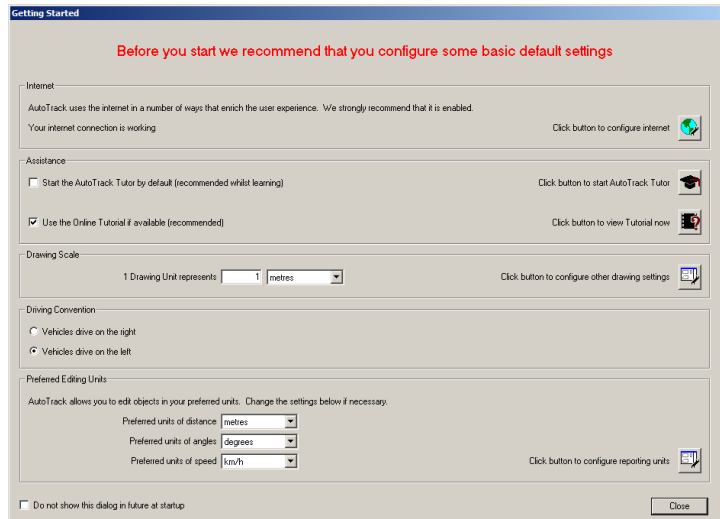 Getting Started
Before you start we recommend that you configure some basic default settings
Internet
AutoTrack uses the internet in a number of ways that enrich the user experience. We strongly recommend that it is enabled.
Your internet connection is working
Click button to configure internet
Assistance
Start the AutoTrack Tutor by default (recommended whilst learning)
Click button to start AutoTrack Tutor
Use the Online Tutorial if available (recommended)
Click button to view Tutorial now
Drawing Scale
1 Drawing Unit represents 1 metres
Click button to configure other drawing settings
Driving Convention
Vehicles drive on the right
Vehicles drive on the left
Preferred Editing Units
AutoTrack allows you to edit objects in your preferred units. Change the settings below if necessary.
Preferred units of distance metres
Preferred units of angles degrees
Preferred units of speed km/h
Click button to configure reporting units
Do not show this dialog in future at startup
Close